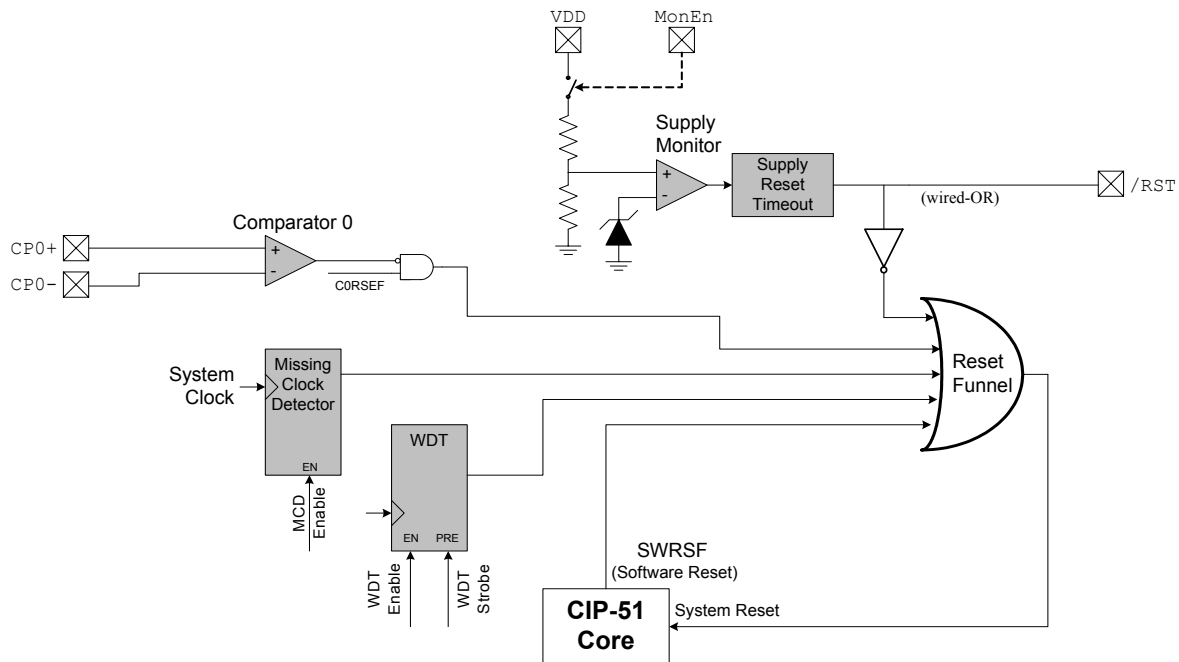 VDD
MonEn
Supply
Monitor
+
-
Supply
Reset
Timeout
(wired-OR)
/RST
Comparator 0
CP0+
CP0-
+
-
C0RSEF
Reset
Funnel
System
Clock
Missing
Clock
Detector
EN
MCD
Enable
WDT
EN
PRE
WDT
Enable
WDT
Strobe
SWRSF
(Software Reset)
CIP-51
Core
System Reset